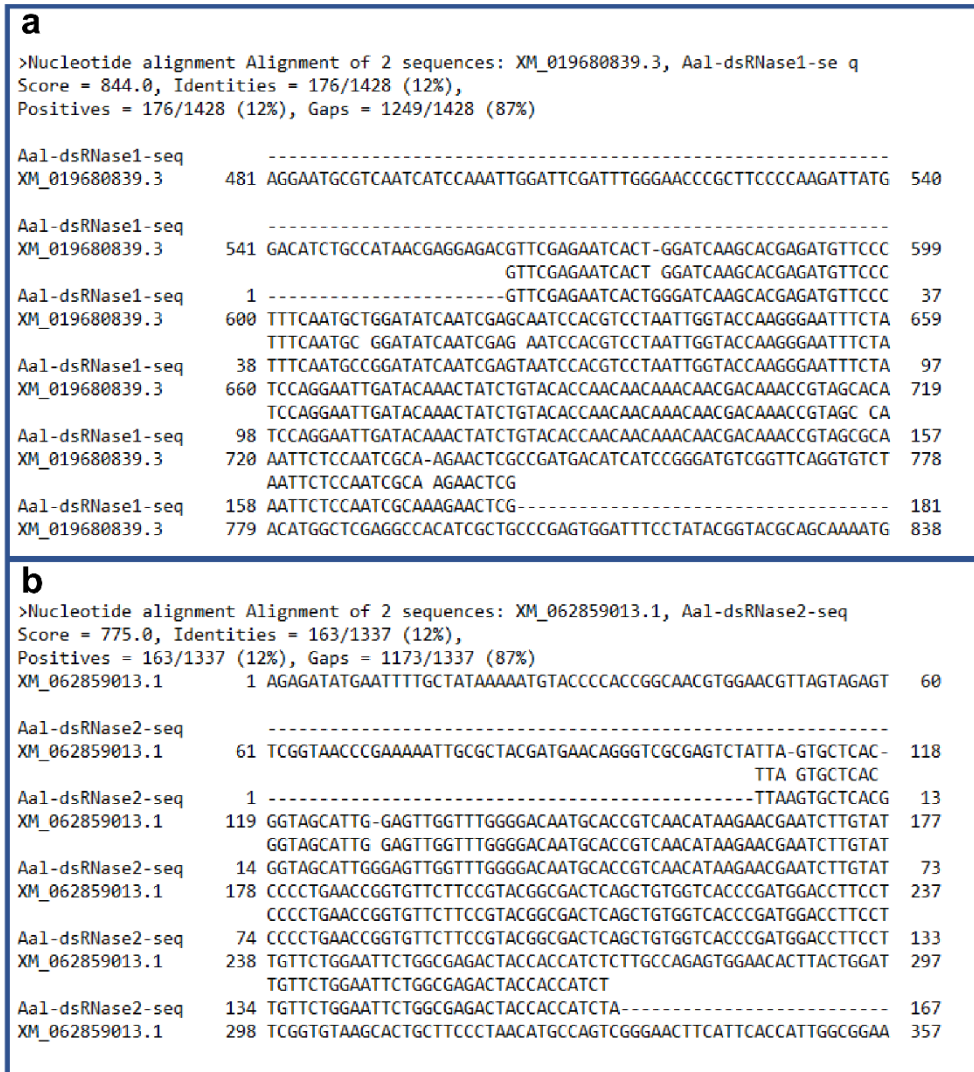 a
>Nucleotide alignment Alignment of 2 sequences: XM_019680839.3, Aal-dsRNase1-se q
Score = 844.0, Identities = 176/1428 (12%),
Positives = 176/1428 (12%), Gaps = 1249/1428 (87%)
Aal-dsRNase1-seq ------------------------------------------------------------
XM_019680839.3 481 AGGAATGCGTCAATCATCCAAATTGGATTCGATTTGGGAACCCGCTTCCCCAAGATTATG 540
Aal-dsRNase1-seq ------------------------------------------------------------
XM_019680839.3 541 GACATCTGCCATAACGAGGAGACGTTCGAGAATCACT-GGATCAAGCACGAGATGTTCCC 599
GTTCGAGAATCACT GGATCAAGCACGAGATGTTCCC
Aal-dsRNase1-seq 1 -----------------------GTTCGAGAATCACTGGGATCAAGCACGAGATGTTCCC 37
XM_019680839.3 600 TTTCAATGCTGGATATCAATCGAGCAATCCACGTCCTAATTGGTACCAAGGGAATTTCTA 659
TTTCAATGC GGATATCAATCGAG AATCCACGTCCTAATTGGTACCAAGGGAATTTCTA
Aal-dsRNase1-seq 38 TTTCAATGCCGGATATCAATCGAGTAATCCACGTCCTAATTGGTACCAAGGGAATTTCTA 97
XM_019680839.3 660 TCCAGGAATTGATACAAACTATCTGTACACCAACAACAAACAACGACAAACCGTAGCACA 719
TCCAGGAATTGATACAAACTATCTGTACACCAACAACAAACAACGACAAACCGTAGC CA
Aal-dsRNase1-seq 98 TCCAGGAATTGATACAAACTATCTGTACACCAACAACAAACAACGACAAACCGTAGCGCA 157
XM_019680839.3 720 AATTCTCCAATCGCA-AGAACTCGCCGATGACATCATCCGGGATGTCGGTTCAGGTGTCT 778
AATTCTCCAATCGCA AGAACTCG
Aal-dsRNase1-seq 158 AATTCTCCAATCGCAAAGAACTCG------------------------------------ 181
XM_019680839.3 779 ACATGGCTCGAGGCCACATCGCTGCCCGAGTGGATTTCCTATACGGTACGCAGCAAAATG 838
b
>Nucleotide alignment Alignment of 2 sequences: XM_062859013.1, Aal-dsRNase2-seq
Score = 775.0, Identities = 163/1337 (12%),
Positives = 163/1337 (12%), Gaps = 1173/1337 (87%)
XM_062859013.1 1 AGAGATATGAATTTTGCTATAAAAATGTACCCCACCGGCAACGTGGAACGTTAGTAGAGT 60
Aal-dsRNase2-seq ------------------------------------------------------------
XM_062859013.1 61 TCGGTAACCCGAAAAATTGCGCTACGATGAACAGGGTCGCGAGTCTATTA-GTGCTCAC- 118
TTA GTGCTCAC
Aal-dsRNase2-seq 1 -----------------------------------------------TTAAGTGCTCACG 13
XM_062859013.1 119 GGTAGCATTG-GAGTTGGTTTGGGGACAATGCACCGTCAACATAAGAACGAATCTTGTAT 177
GGTAGCATTG GAGTTGGTTTGGGGACAATGCACCGTCAACATAAGAACGAATCTTGTAT
Aal-dsRNase2-seq 14 GGTAGCATTGGGAGTTGGTTTGGGGACAATGCACCGTCAACATAAGAACGAATCTTGTAT 73
XM_062859013.1 178 CCCCTGAACCGGTGTTCTTCCGTACGGCGACTCAGCTGTGGTCACCCGATGGACCTTCCT 237
CCCCTGAACCGGTGTTCTTCCGTACGGCGACTCAGCTGTGGTCACCCGATGGACCTTCCT
Aal-dsRNase2-seq 74 CCCCTGAACCGGTGTTCTTCCGTACGGCGACTCAGCTGTGGTCACCCGATGGACCTTCCT 133
XM_062859013.1 238 TGTTCTGGAATTCTGGCGAGACTACCACCATCTCTTGCCAGAGTGGAACACTTACTGGAT 297
TGTTCTGGAATTCTGGCGAGACTACCACCATCT
Aal-dsRNase2-seq 134 TGTTCTGGAATTCTGGCGAGACTACCACCATCTA-------------------------- 167
XM_062859013.1 298 TCGGTGTAAGCACTGCTTCCCTAACATGCCAGTCGGGAACTTCATTCACCATTGGCGGAA 357